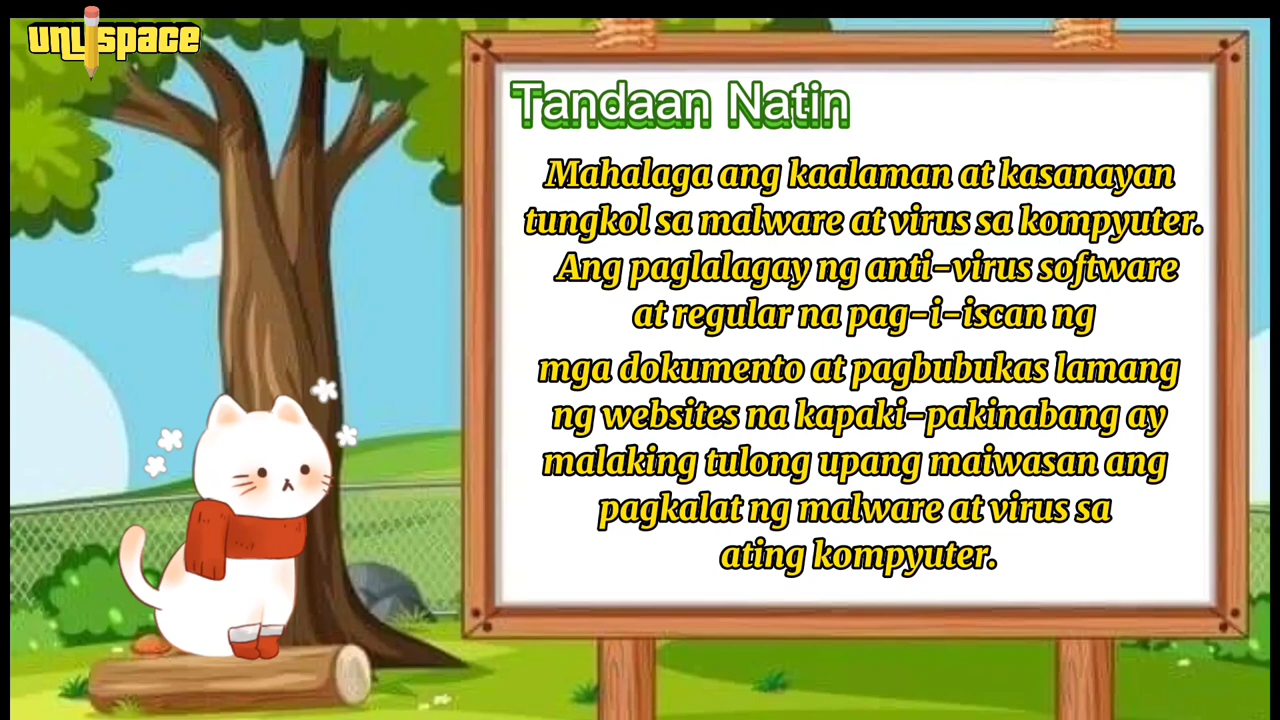 unyspace
Tandaan Natin
Mahalaga ang kaalaman at kasanayan
tungkol sa malware at virus sa kompyuter.
Ang paglalagay ng anti-virus software
at regular na pag-i-iscan ng
mga dokumento at pagbubukas lamang
ng websites na kapaki-pakinabang ay
malaking tulong upang maiwasan ang
pagkalat ng malware at virus sa
ating kompyuter.